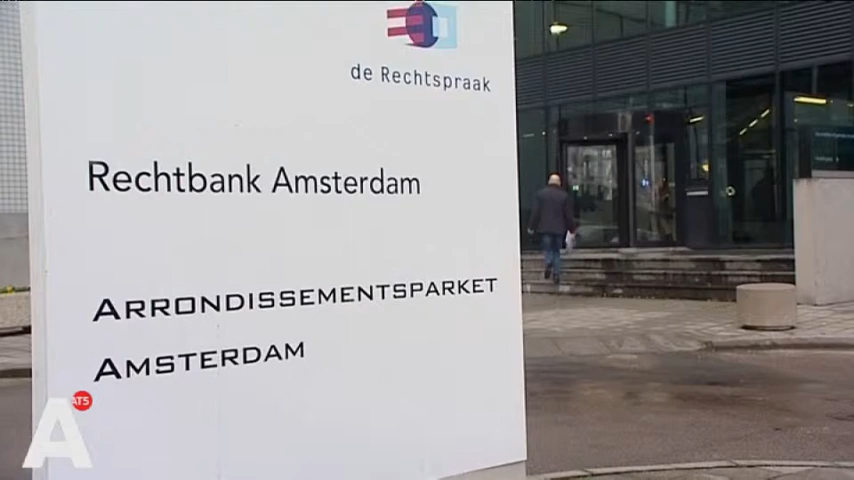 de Rechtspraak
Rechtbank Amsterdam
ARRONDISSEMENTSPARKET
AMSTERDAM
A AT5